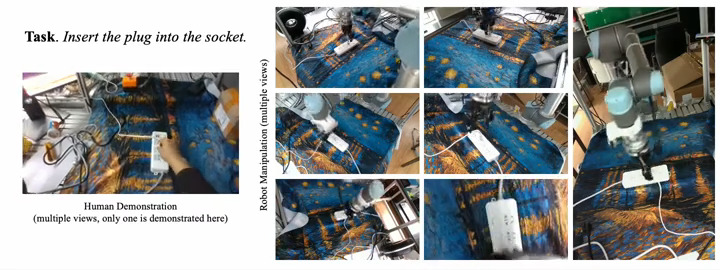 Task. Insert the plug into the socket.
Human Demonstration
(multiple views, only one is demonstrated here)
Robot Manipulation (multiple views)